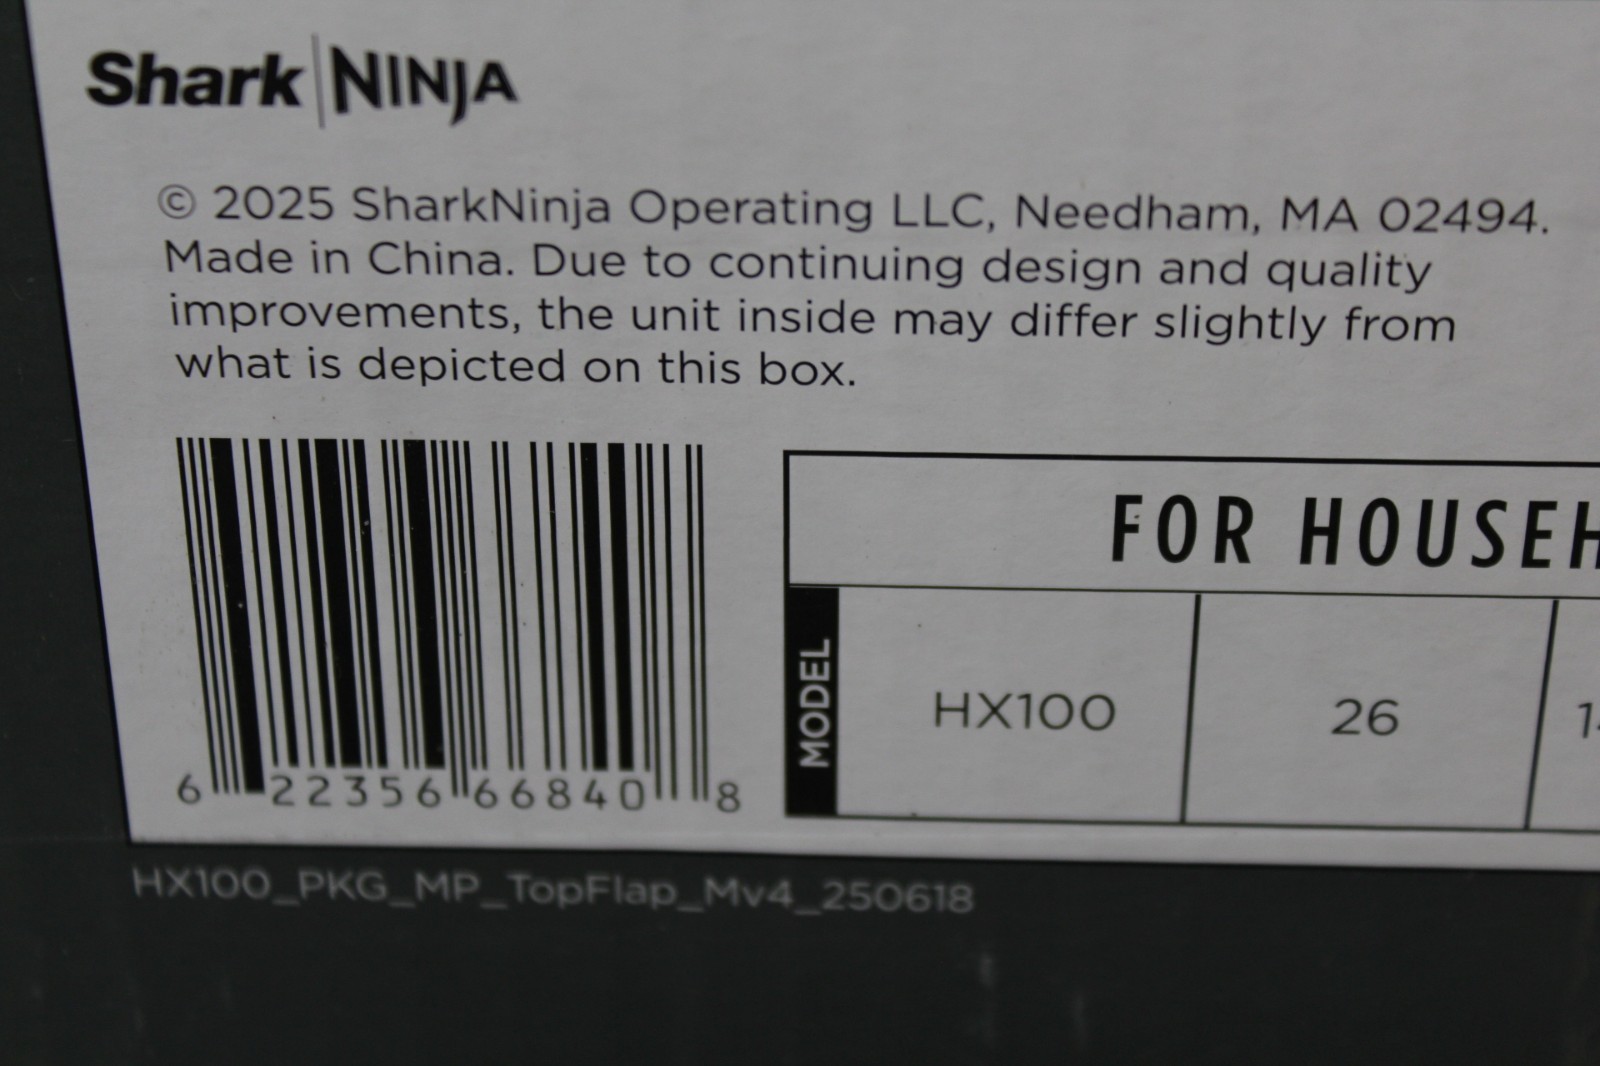 Shark NINJA
© 2025 SharkNinja Operating LLC, Needham, MA 02494.
Made in China. Due to continuing design and quality
improvements, the unit inside may differ slightly from
what is depicted on this box.
6 22356 66840 8
FOR
MODEL
HX100
26
HX100_PKG_MP_TopFlap_Mv4_250618